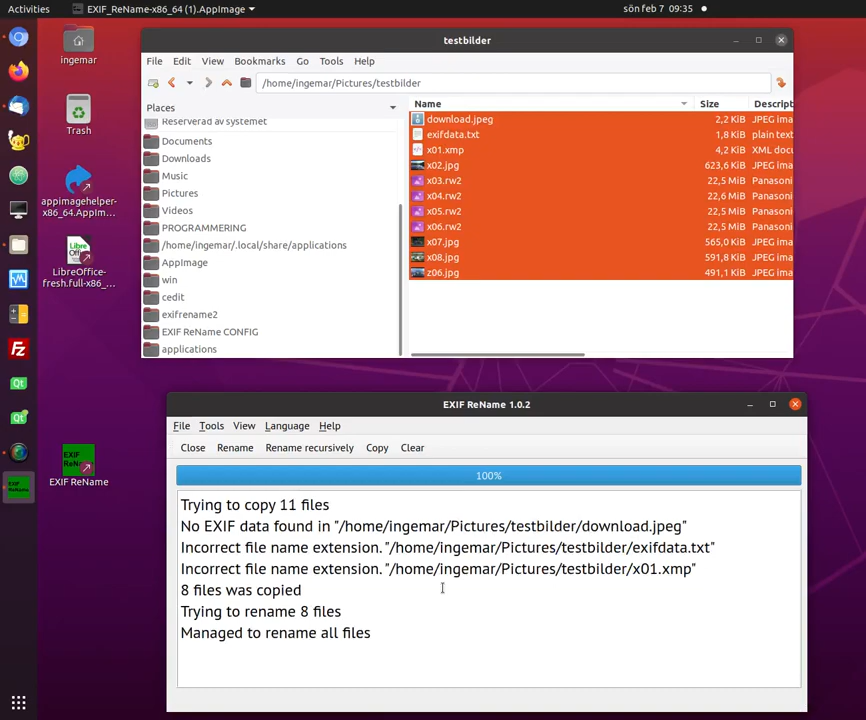 Activities
EXIF_ReName-x86_64 (1).AppImage
sön feb 7 09:35
ingemar
Trash
appimagehelper-
x86_64.AppIm...
LibreOffice-
fresh.full-x86_...
EXIF ReName
testbilder
File Edit View Bookmarks Go Tools Help
/home/ingemar/Pictures/testbilder
Places
Reserverad av systemet
Documents
Downloads
Music
Pictures
Videos
PROGRAMMERING
/home/ingemar/.local/share/applications
AppImage
win
cedit
exifrename2
EXIF ReName CONFIG
applications
Name Size Descript
download.jpeg 2,2 KiB JPEG ima
exifdata.txt 1,8 KiB plain text
x01.xmp 4,2 KiB XML docu
x02.jpg 623,6 KiB JPEG ima
x03.rw2 22,5 MiB Panasoni
x04.rw2 22,6 MiB Panasoni
x05.rw2 22,5 MiB Panasoni
x06.rw2 22,5 MiB Panasoni
x07.jpg 565,0 KiB JPEG ima
x08.jpg 591,8 KiB JPEG ima
z06.jpg 491,1 KiB JPEG ima
EXIF ReName 1.0.2
File Tools View Language Help
Close Rename Rename recursively Copy Clear
100%
Trying to copy 11 files
No EXIF data found in "/home/ingemar/Pictures/testbilder/download.jpeg"
Incorrect file name extension. "/home/ingemar/Pictures/testbilder/exifdata.txt"
Incorrect file name extension. "/home/ingemar/Pictures/testbilder/x01.xmp"
8 files was copied
Trying to rename 8 files
Managed to rename all files